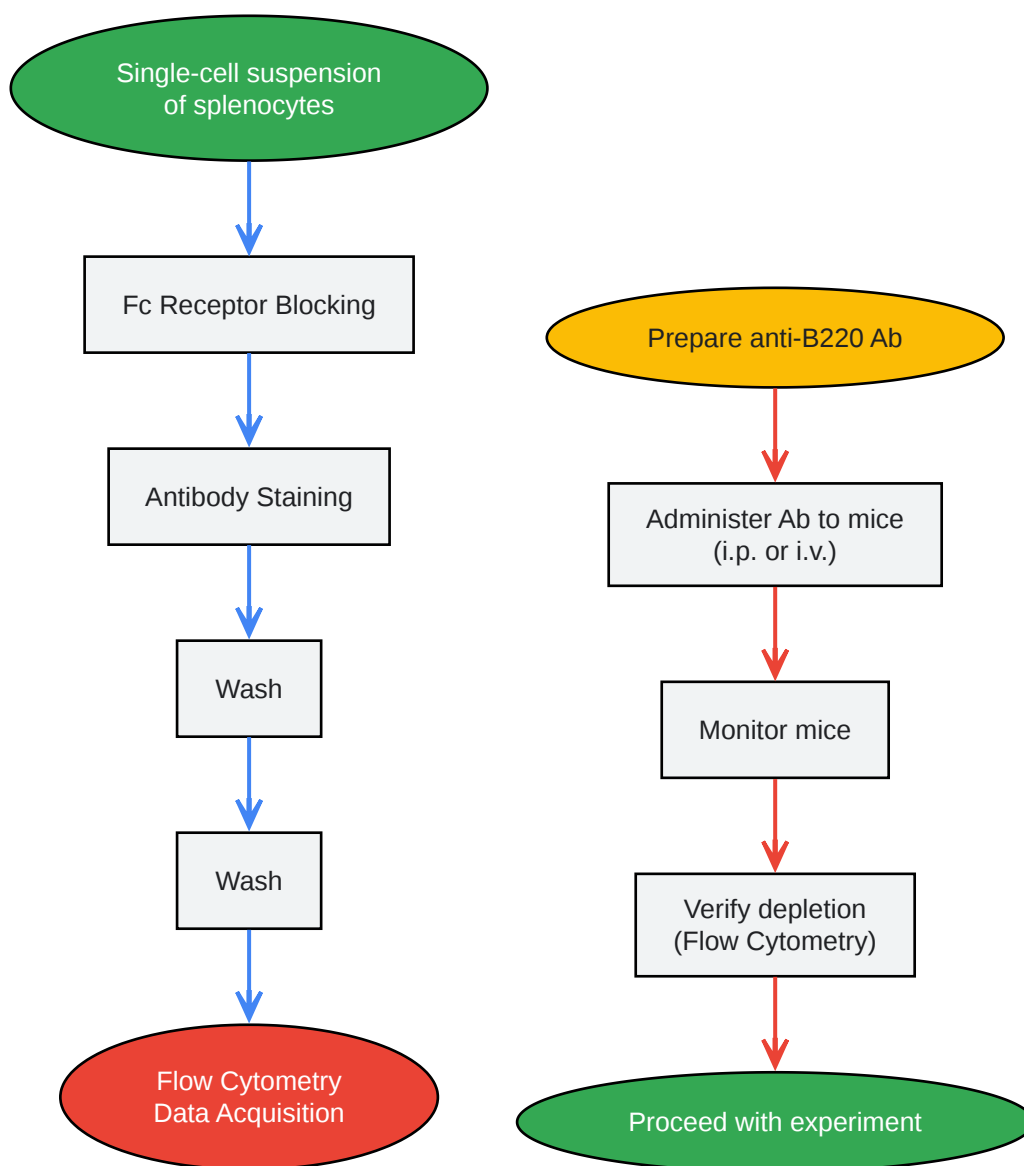 Single-cell suspension
of splenocytes
Fc Receptor Blocking
Antibody Staining
Wash
Wash
Flow Cytometry
Data Acquisition
Prepare anti-B220 Ab
Administer Ab to mice
(i.p. or i.v.)
Monitor mice
Verify depletion
(Flow Cytometry)
Proceed with experiment